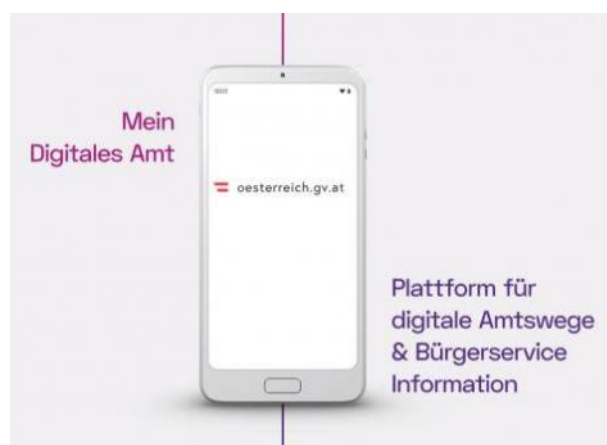 Mein
Digitales Amt
oesterreich.gv.at
Plattform für
digitale Amtswege
& Bürgerservice
Information